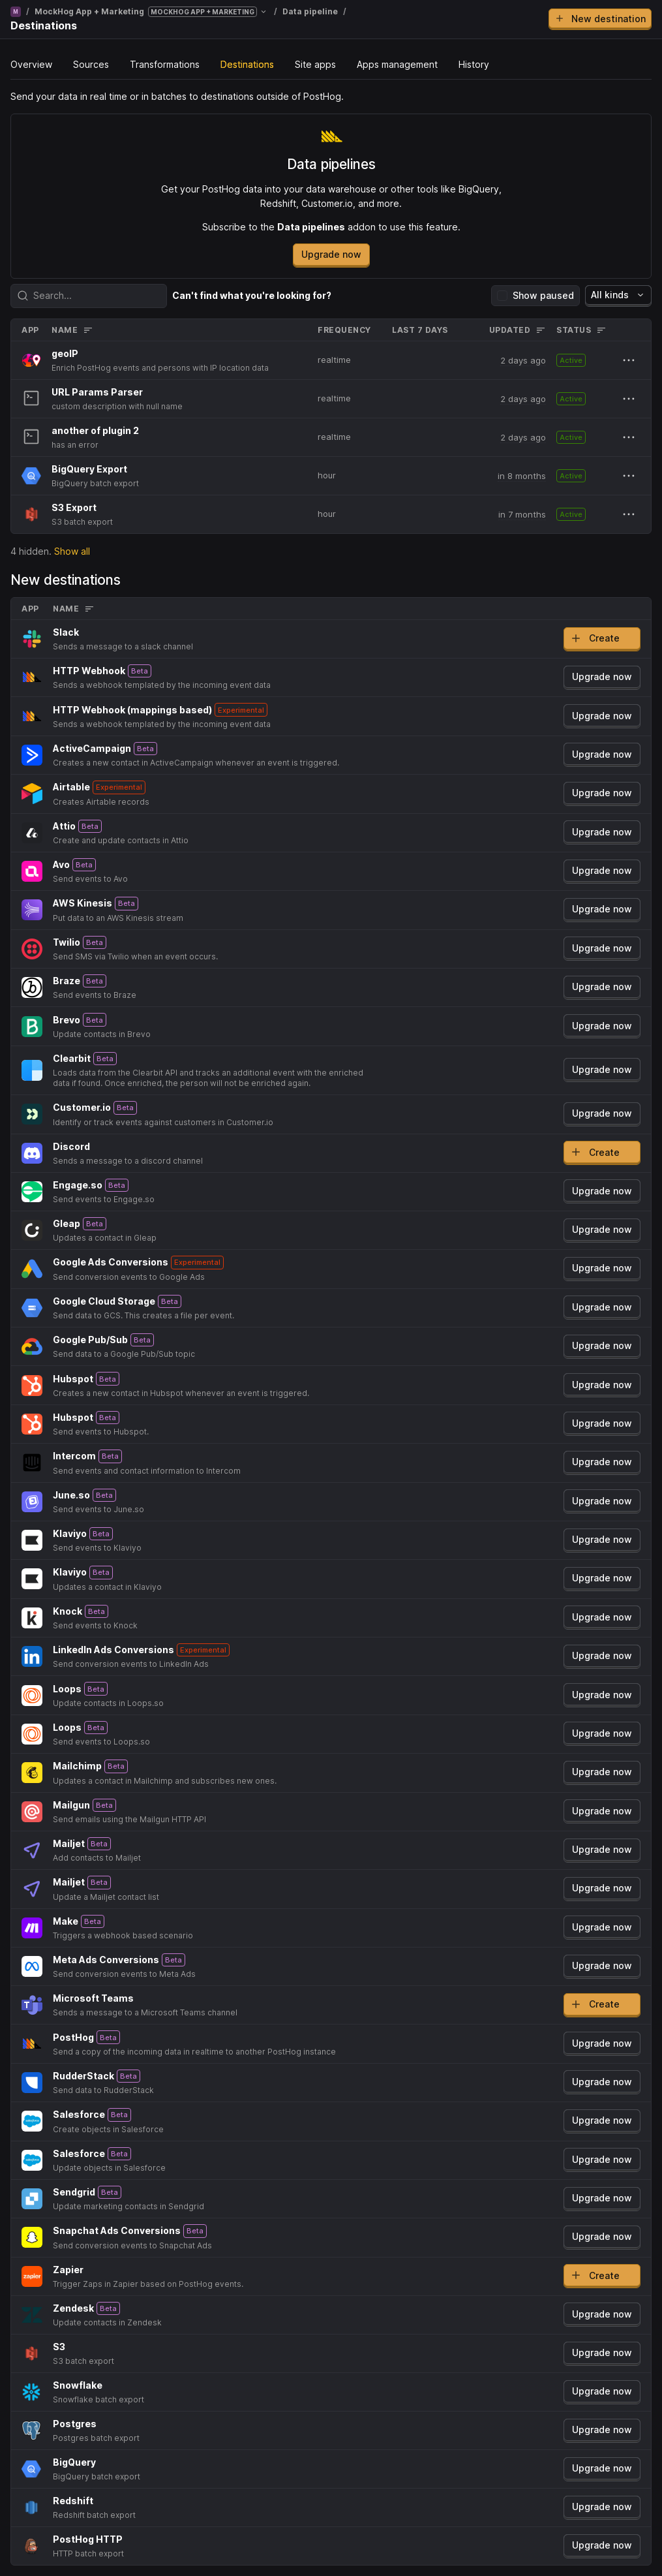 M / MockHog App + Marketing MOCKHOG APP + MARKETING / Data pipeline /
Destinations
New destination
Overview Sources Transformations Destinations Site apps Apps management History
Send your data in real time or in batches to destinations outside of PostHog.
Data pipelines
Get your PostHog data into your data warehouse or other tools like BigQuery,
Redshift, Customer.io, and more.
Subscribe to the Data pipelines addon to use this feature.
Upgrade now
Search... Can't find what you're looking for? Show paused All kinds
APP NAME FREQUENCY LAST 7 DAYS UPDATED STATUS
geoIP
Enrich PostHog events and persons with IP location data
realtime 2 days ago Active
URL Params Parser
custom description with null name
realtime 2 days ago Active
another of plugin 2
has an error
realtime 2 days ago Active
BigQuery Export
BigQuery batch export
hour in 8 months Active
S3 Export
S3 batch export
hour in 7 months Active
4 hidden. Show all
New destinations
APP NAME
Slack
Sends a message to a slack channel
Create
HTTP Webhook Beta
Sends a webhook templated by the incoming event data
Upgrade now
HTTP Webhook (mappings based) Experimental
Sends a webhook templated by the incoming event data
Upgrade now
ActiveCampaign Beta
Creates a new contact in ActiveCampaign whenever an event is triggered.
Upgrade now
Airtable Experimental
Creates Airtable records
Upgrade now
Attio Beta
Create and update contacts in Attio
Upgrade now
Avo Beta
Send events to Avo
Upgrade now
AWS Kinesis Beta
Put data to an AWS Kinesis stream
Upgrade now
Twilio Beta
Send SMS via Twilio when an event occurs.
Upgrade now
Braze Beta
Send events to Braze
Upgrade now
Brevo Beta
Update contacts in Brevo
Upgrade now
Clearbit Beta
Loads data from the Clearbit API and tracks an additional event with the enriched
data if found. Once enriched, the person will not be enriched again.
Upgrade now
Customer.io Beta
Identify or track events against customers in Customer.io
Upgrade now
Discord
Sends a message to a discord channel
Create
Engage.so Beta
Send events to Engage.so
Upgrade now
Gleap Beta
Updates a contact in Gleap
Upgrade now
Google Ads Conversions Experimental
Send conversion events to Google Ads
Upgrade now
Google Cloud Storage Beta
Send data to GCS. This creates a file per event.
Upgrade now
Google Pub/Sub Beta
Send data to a Google Pub/Sub topic
Upgrade now
Hubspot Beta
Creates a new contact in Hubspot whenever an event is triggered.
Upgrade now
Hubspot Beta
Send events to Hubspot.
Upgrade now
Intercom Beta
Send events and contact information to Intercom
Upgrade now
June.so Beta
Send events to June.so
Upgrade now
Klaviyo Beta
Send events to Klaviyo
Upgrade now
Klaviyo Beta
Updates a contact in Klaviyo
Upgrade now
Knock Beta
Send events to Knock
Upgrade now
LinkedIn Ads Conversions Experimental
Send conversion events to LinkedIn Ads
Upgrade now
Loops Beta
Update contacts in Loops.so
Upgrade now
Loops Beta
Send events to Loops.so
Upgrade now
Mailchimp Beta
Updates a contact in Mailchimp and subscribes new ones.
Upgrade now
Mailgun Beta
Send emails using the Mailgun HTTP API
Upgrade now
Mailjet Beta
Add contacts to Mailjet
Upgrade now
Mailjet Beta
Update a Mailjet contact list
Upgrade now
Make Beta
Triggers a webhook based scenario
Upgrade now
Meta Ads Conversions Beta
Send conversion events to Meta Ads
Upgrade now
Microsoft Teams
Sends a message to a Microsoft Teams channel
Create
PostHog Beta
Send a copy of the incoming data in realtime to another PostHog instance
Upgrade now
RudderStack Beta
Send data to RudderStack
Upgrade now
Salesforce Beta
Create objects in Salesforce
Upgrade now
Salesforce Beta
Update objects in Salesforce
Upgrade now
Sendgrid Beta
Update marketing contacts in Sendgrid
Upgrade now
Snapchat Ads Conversions Beta
Send conversion events to Snapchat Ads
Upgrade now
Zapier
Trigger Zaps in Zapier based on PostHog events.
Create
Zendesk Beta
Update contacts in Zendesk
Upgrade now
S3
S3 batch export
Upgrade now
Snowflake
Snowflake batch export
Upgrade now
Postgres
Postgres batch export
Upgrade now
BigQuery
BigQuery batch export
Upgrade now
Redshift
Redshift batch export
Upgrade now
PostHog HTTP
HTTP batch export
Upgrade now